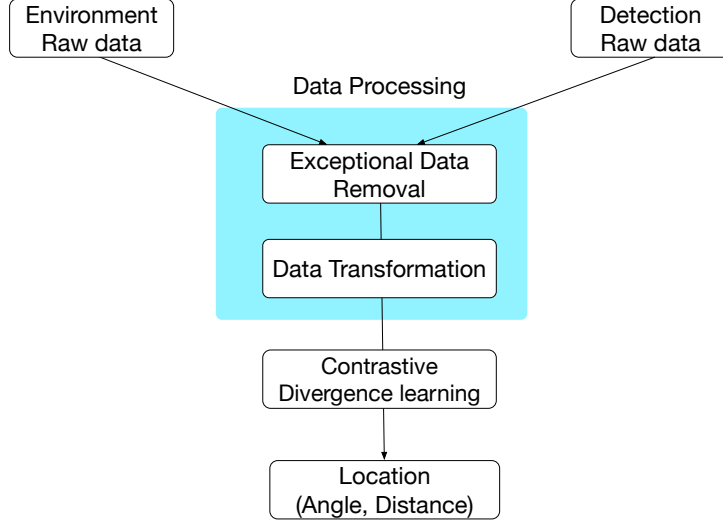 Environment
Raw data
Detection
Raw data
Data Processing
Exceptional Data
Removal
Data Transformation
Contrastive
Divergence learning
Location
(Angle, Distance)